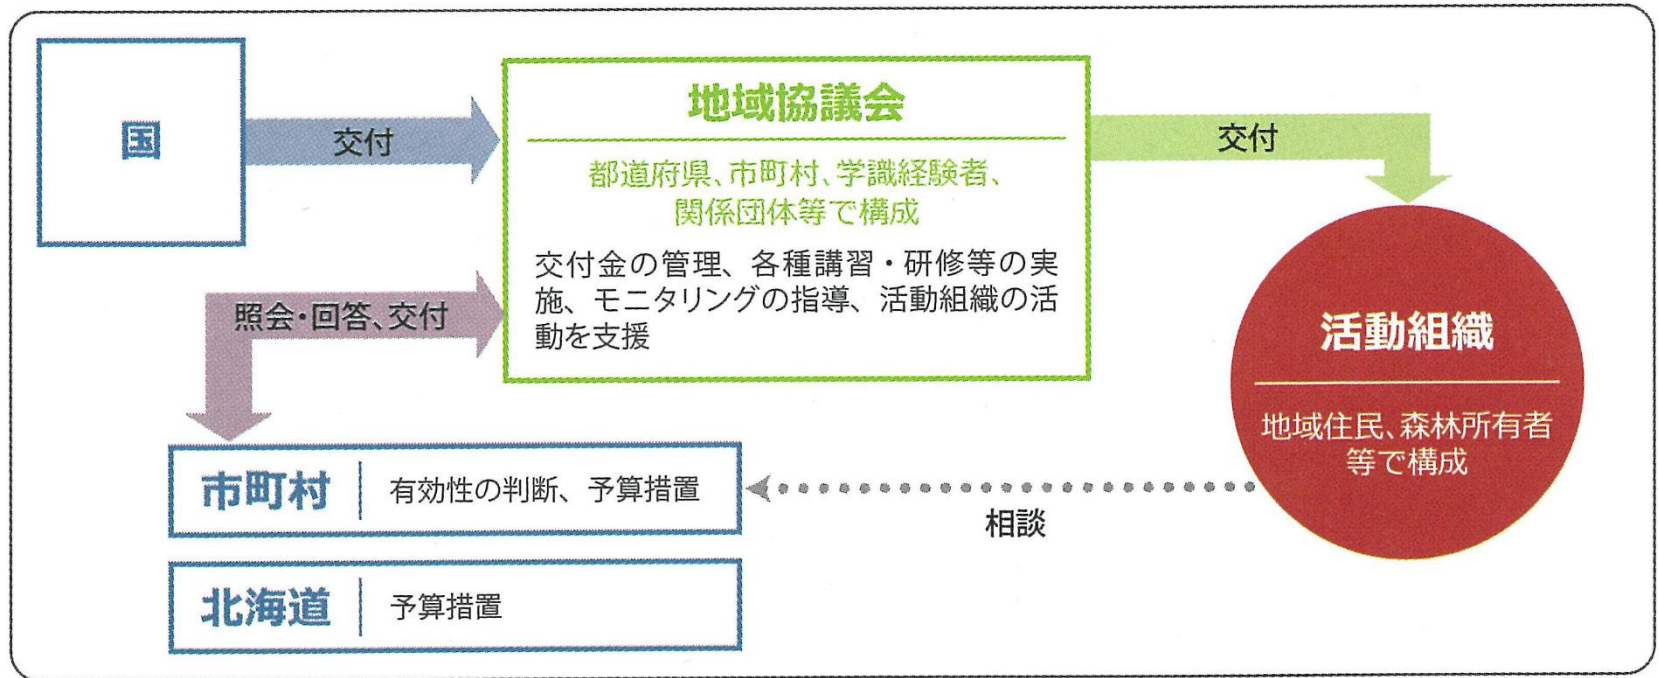 国
交付
地域協議会
都道府県、市町村、学識経験者、
関係団体等で構成
交付金の管理、各種講習・研修等の実
施、モニタリングの指導、活動組織の活
動を支援
交付
照会・回答、交付
活動組織
地域住民、森林所有者
等で構成
市町村
有効性の判断、予算措置
相談
北海道
予算措置